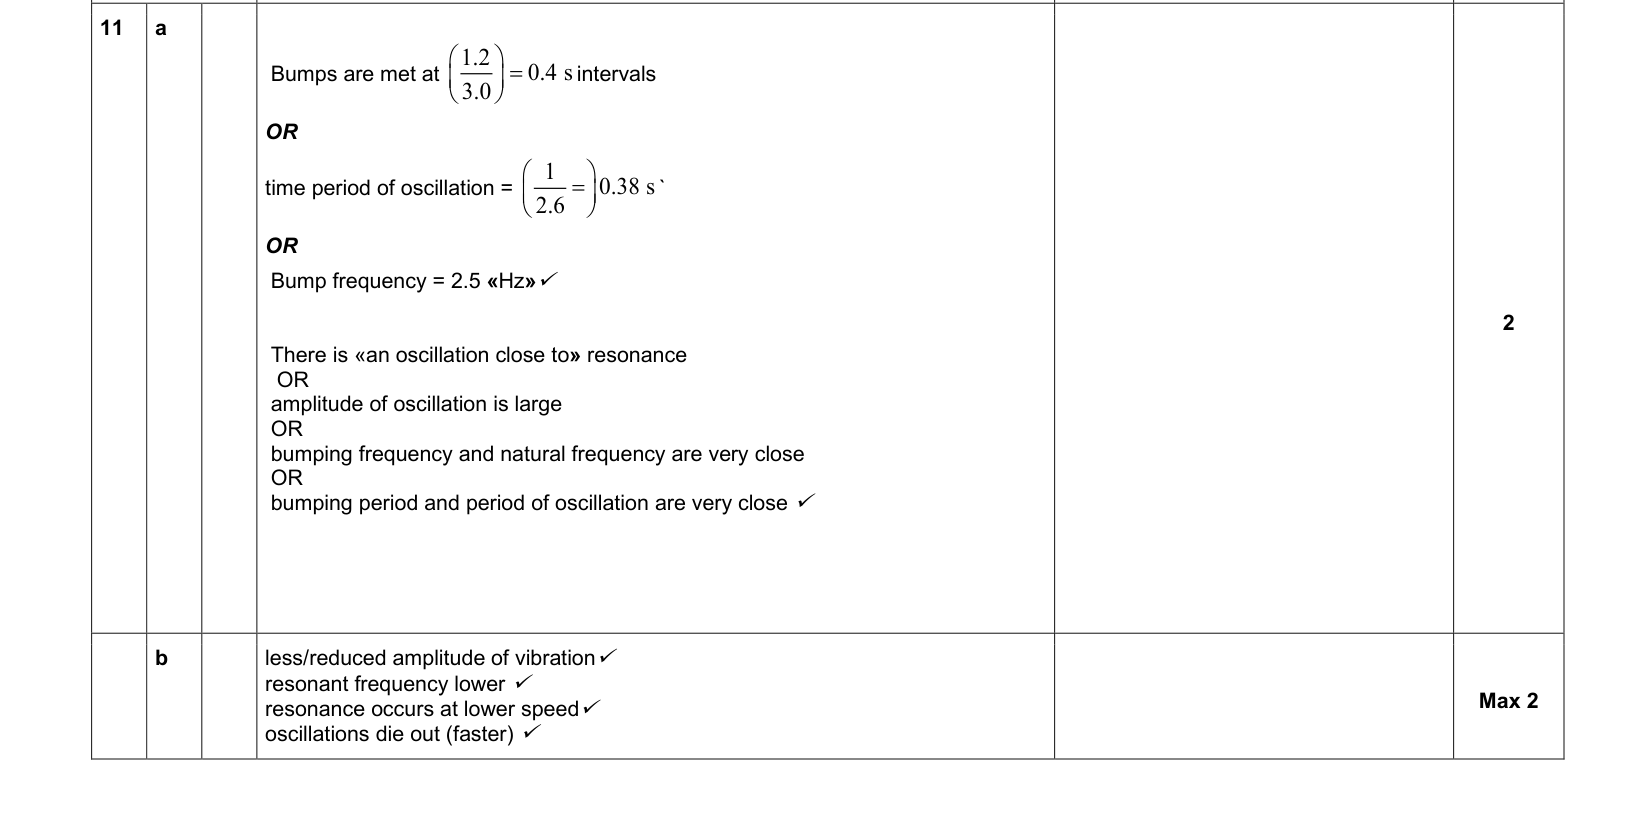 11 a
Bumps are met at (1.2/3.0) = 0.4 s intervals
OR
time period of oscillation = (1/2.6 =) 0.38 s`
OR
Bump frequency = 2.5 «Hz» ✓
2
There is «an oscillation close to» resonance
OR
amplitude of oscillation is large
OR
bumping frequency and natural frequency are very close
OR
bumping period and period of oscillation are very close ✓
b
less/reduced amplitude of vibration ✓
resonant frequency lower ✓
resonance occurs at lower speed ✓
oscillations die out (faster) ✓
Max 2